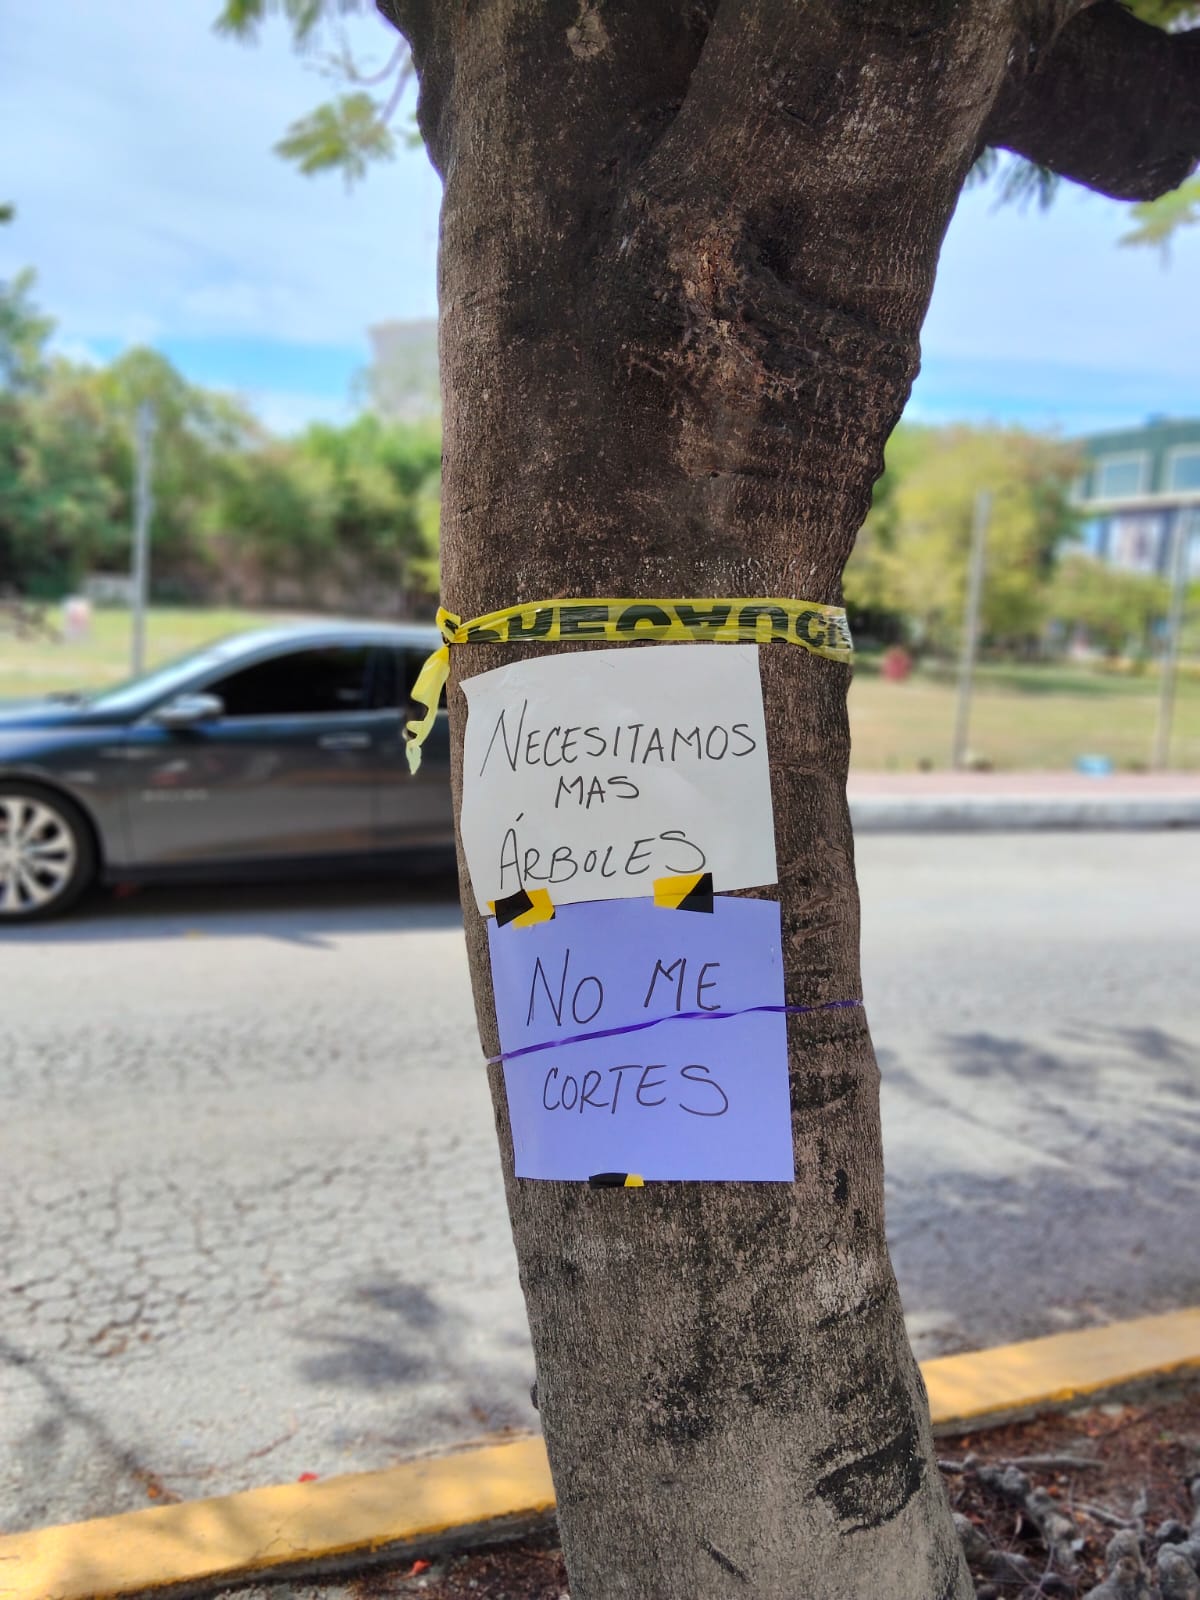 NECESITAMOS
MAS
ÁRBOLES
NO ME
CORTES